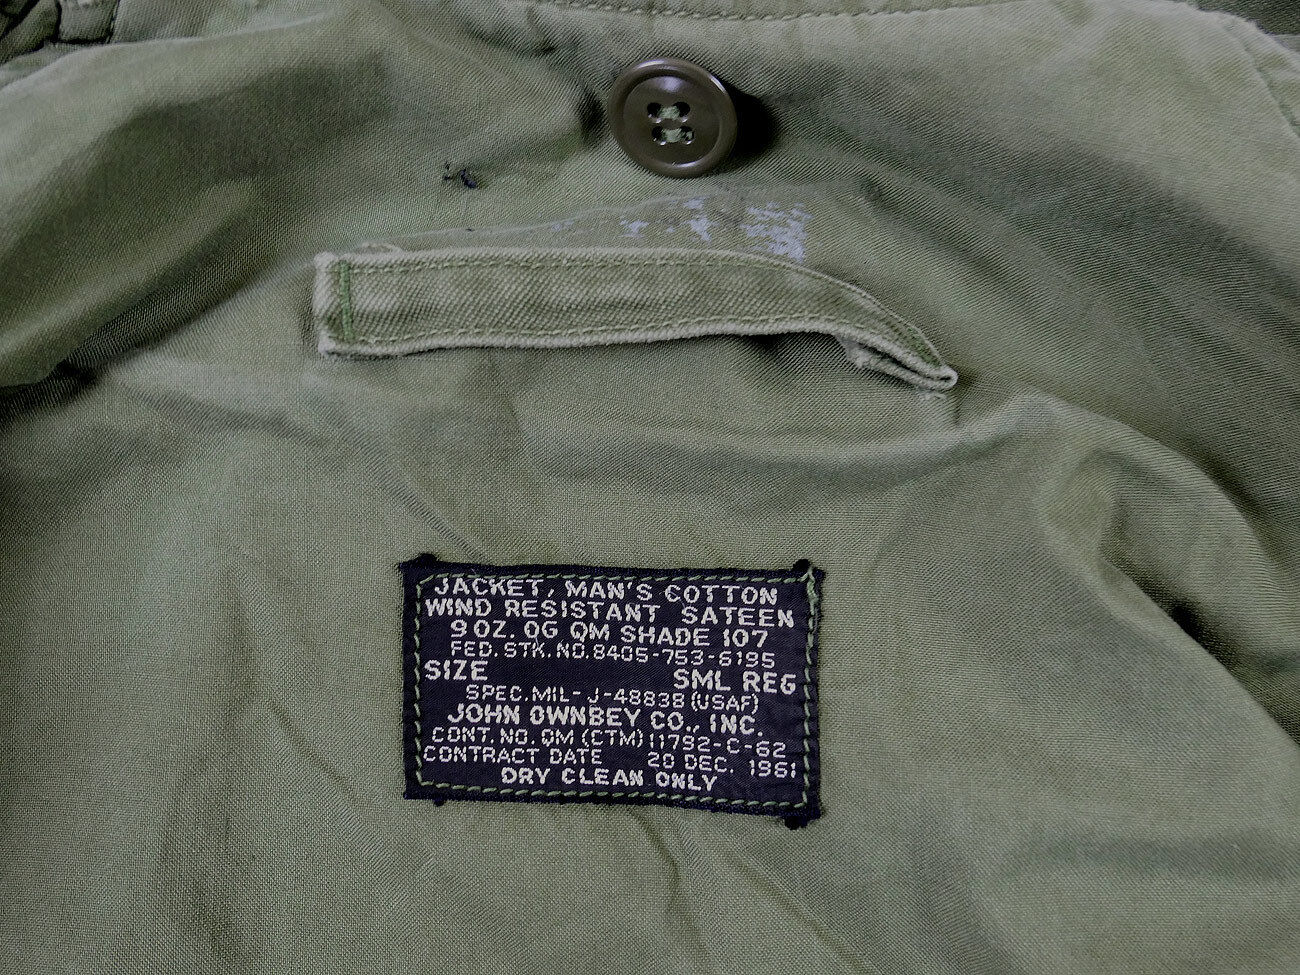 JACKET, MAN'S COTTON
WIND RESISTANT SATEEN
9 OZ. OG QM SHADE 107
FED. STK. NO. 8405-753-6195
SIZE SML REG
SPEC. MIL-J-4883B (USAF)
JOHN OWNBEY CO., INC.
CONT. NO. QM (CTM) 11792-C-62
CONTRACT DATE 20 DEC. 1961
DRY CLEAN ONLY